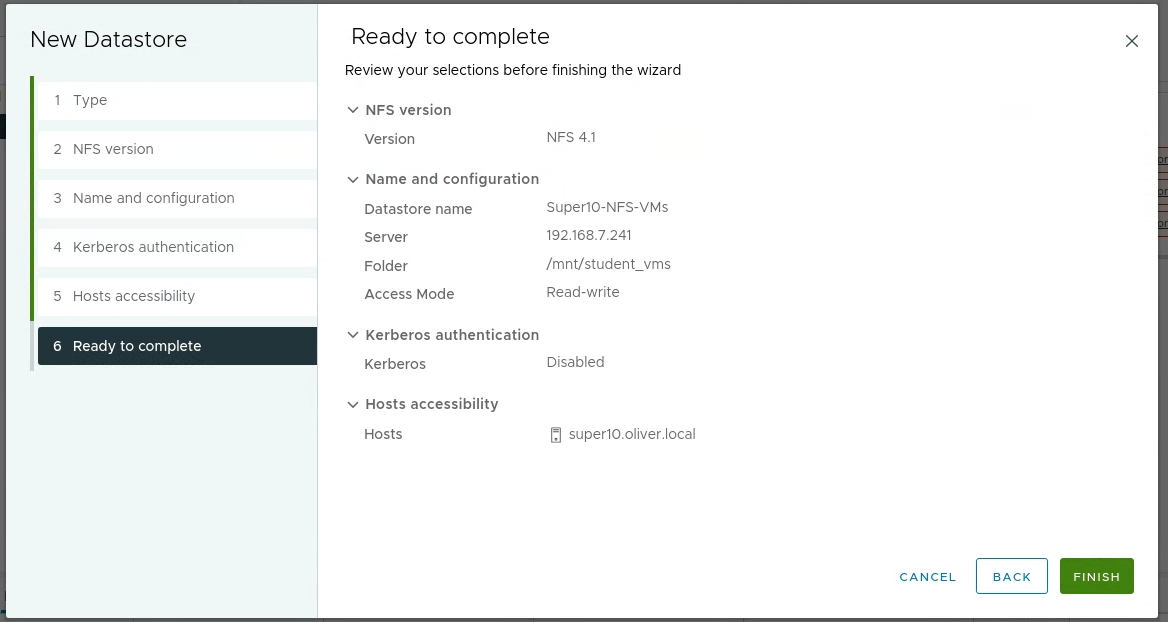 New Datastore
1 Type
2 NFS version
3 Name and configuration
4 Kerberos authentication
5 Hosts accessibility
6 Ready to complete
Ready to complete
Review your selections before finishing the wizard
NFS version
Version NFS 4.1
Name and configuration
Datastore name Super10-NFS-VMs
Server 192.168.7.241
Folder /mnt/student_vms
Access Mode Read-write
Kerberos authentication
Kerberos Disabled
Hosts accessibility
Hosts super10.oliver.local
CANCEL BACK FINISH